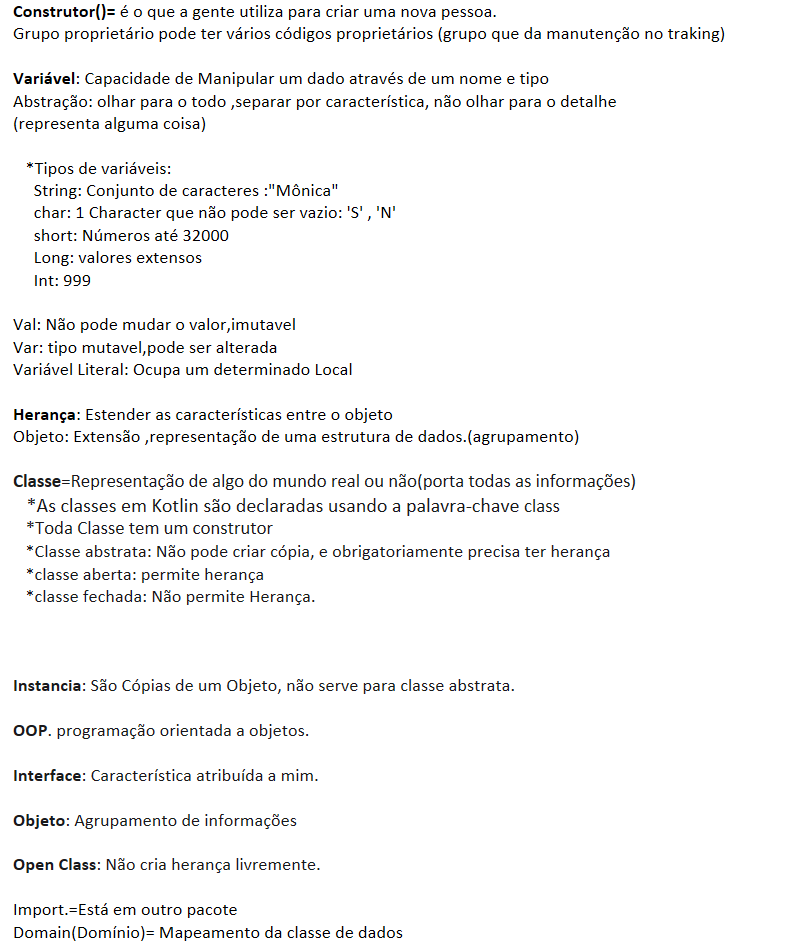 Construtor()= é o que a gente utiliza para criar uma nova pessoa.
Grupo proprietário pode ter vários códigos proprietários (grupo que da manutenção no traking)
Variável: Capacidade de Manipular um dado através de um nome e tipo
Abstração: olhar para o todo ,separar por característica, não olhar para o detalhe
(representa alguma coisa)
*Tipos de variáveis:
String: Conjunto de caracteres :"Mônica"
char: 1 Character que não pode ser vazio: 'S' , 'N'
short: Números até 32000
Long: valores extensos
Int: 999
Val: Não pode mudar o valor,imutavel
Var: tipo mutavel,pode ser alterada
Variável Literal: Ocupa um determinado Local
Herança: Estender as características entre o objeto
Objeto: Extensão ,representação de uma estrutura de dados.(agrupamento)
Classe=Representação de algo do mundo real ou não(porta todas as informações)
*As classes em Kotlin são declaradas usando a palavra-chave class
*Toda Classe tem um construtor
*Classe abstrata: Não pode criar cópia, e obrigatoriamente precisa ter herança
*classe aberta: permite herança
*classe fechada: Não permite Herança.
Instancia: São Cópias de um Objeto, não serve para classe abstrata.
OOP. programação orientada a objetos.
Interface: Característica atribuída a mim.
Objeto: Agrupamento de informações
Open Class: Não cria herança livremente.
Import.=Está em outro pacote
Domain(Domínio)= Mapeamento da classe de dados